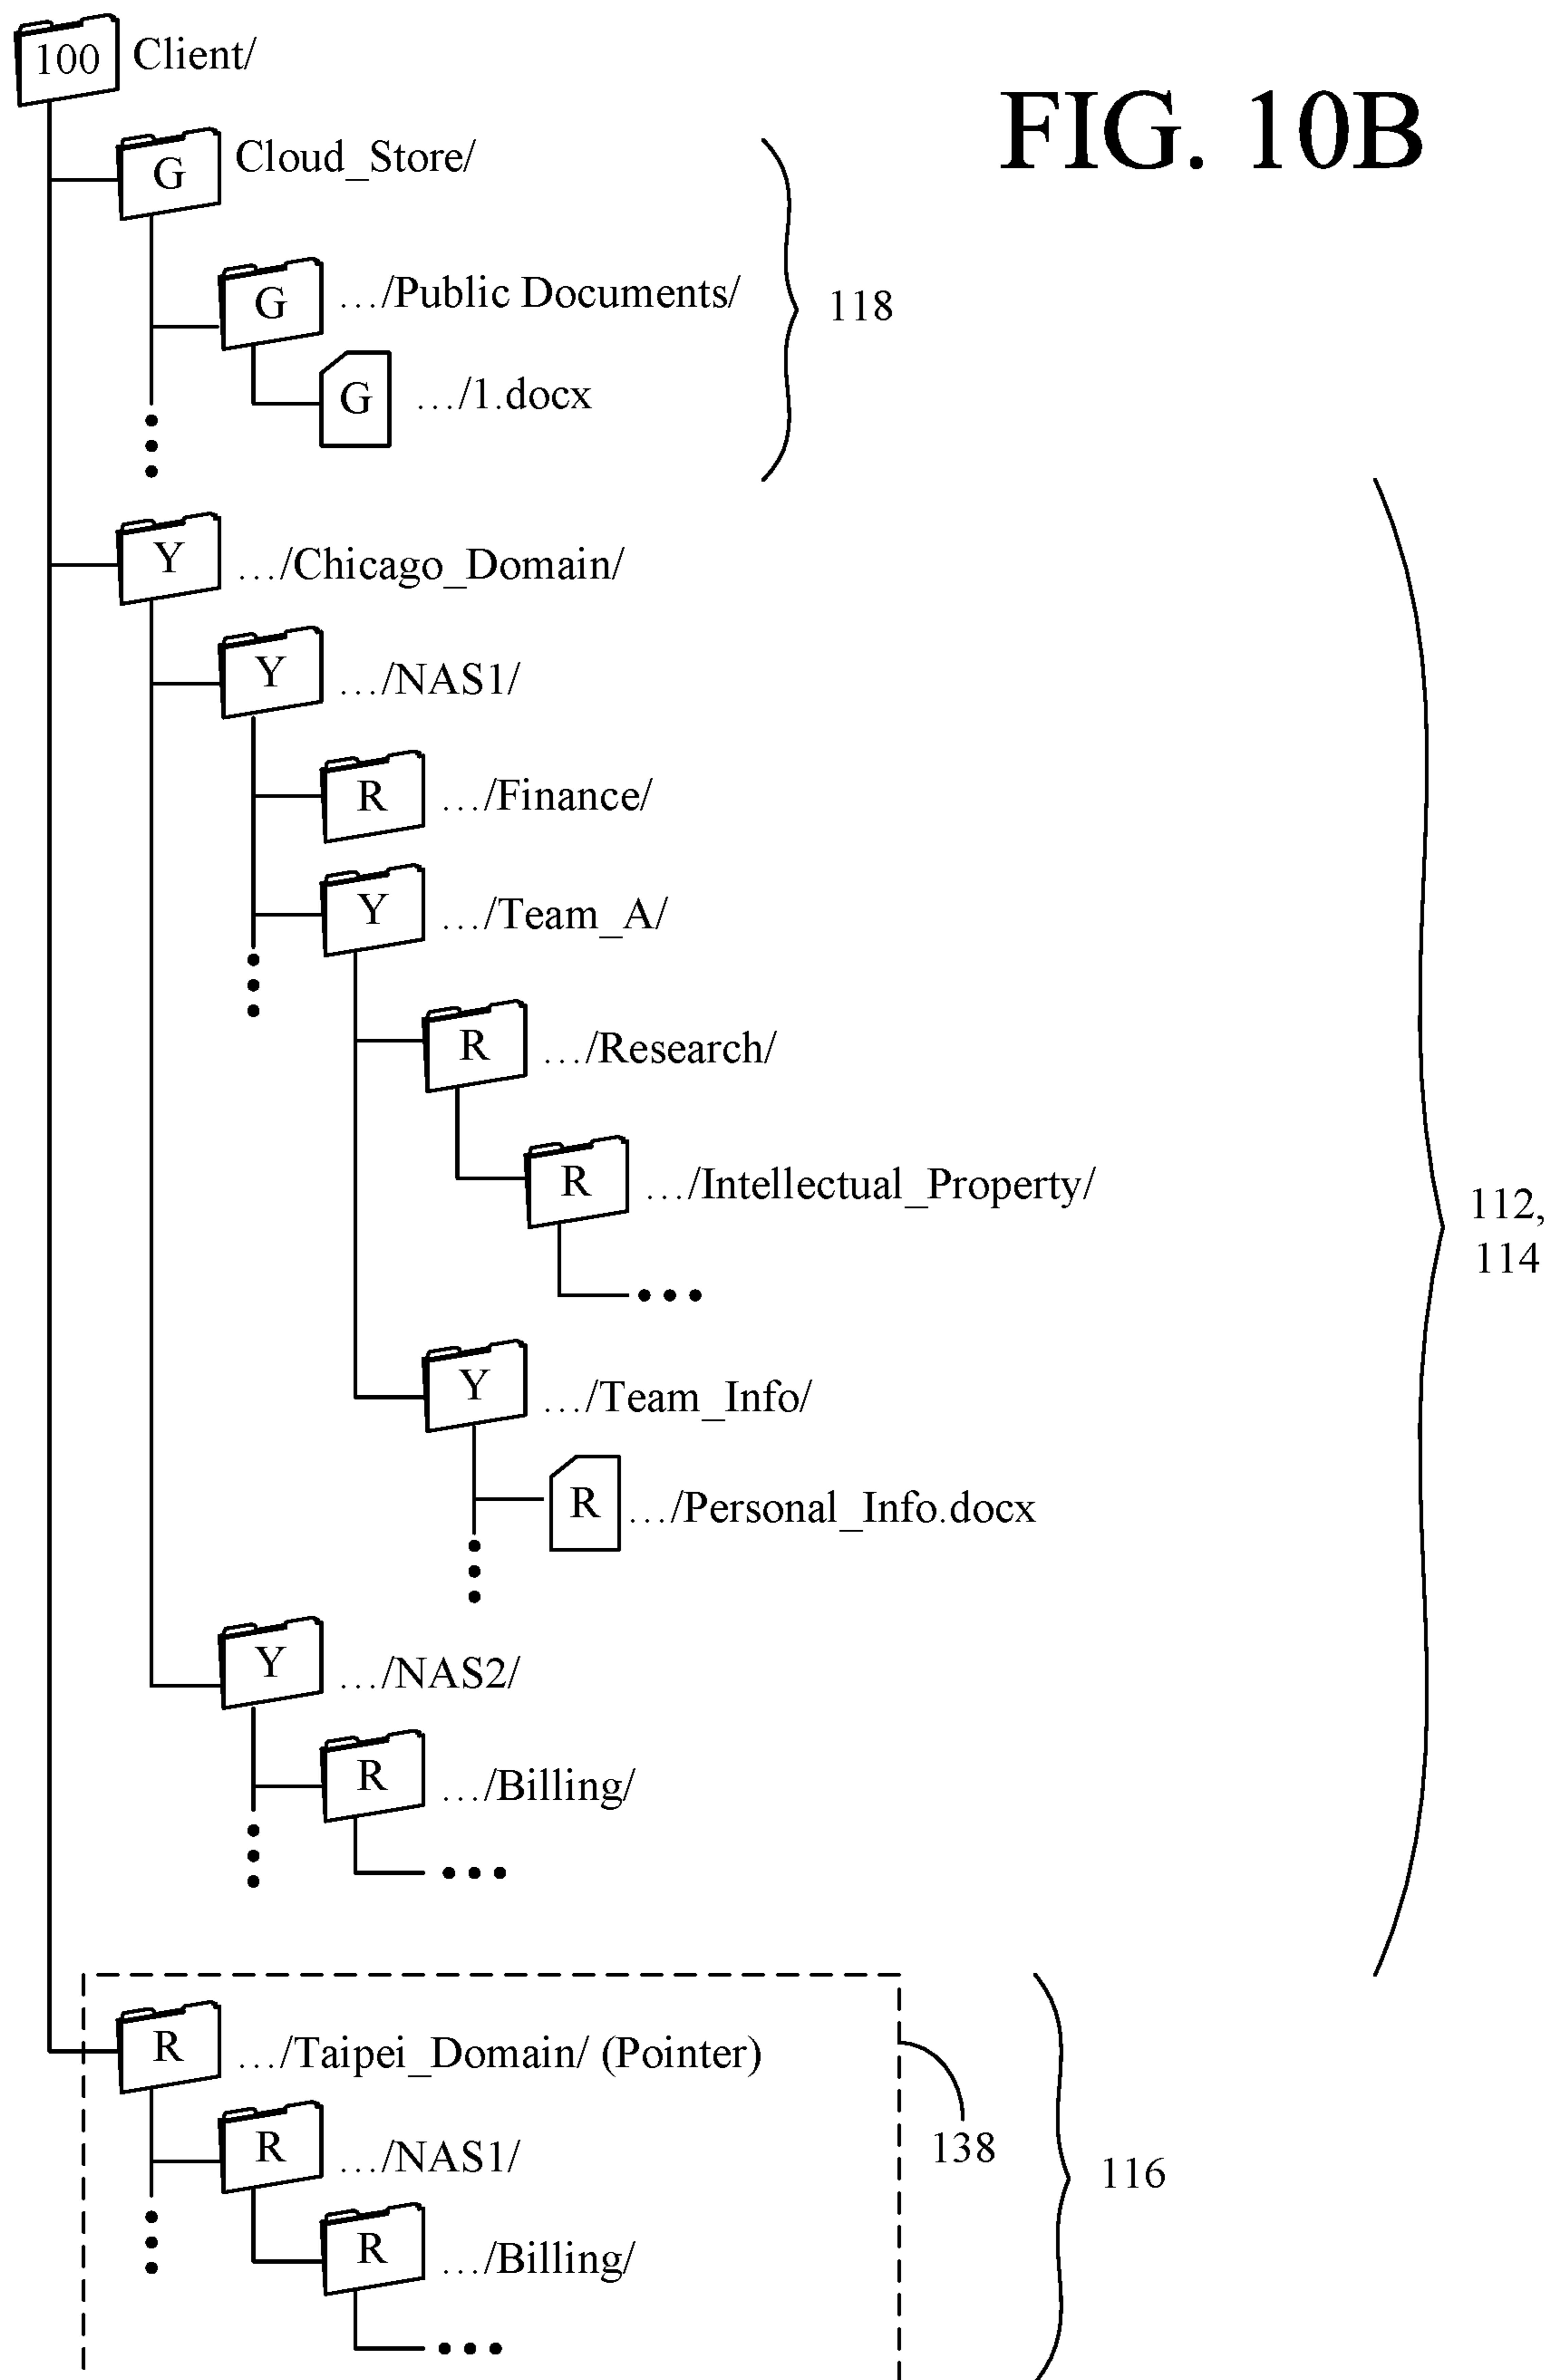 100 Client/
FIG. 10B
G Cloud_Store/
G .../Public Documents/
118
G .../1.docx
Y .../Chicago_Domain/
Y .../NAS1/
R .../Finance/
Y .../Team_A/
R .../Research/
R .../Intellectual_Property/
112,
114
Y .../Team_Info/
R .../Personal_Info.docx
Y .../NAS2/
R .../Billing/
R .../Taipei_Domain/ (Pointer)
138
R .../NAS1/
116
R .../Billing/